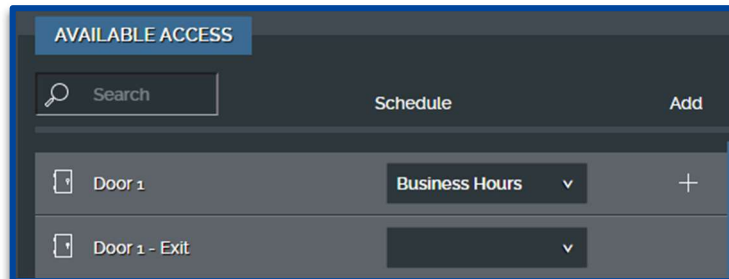 AVAILABLE ACCESS
Search Schedule Add
Door 1 Business Hours
Door 1 - Exit